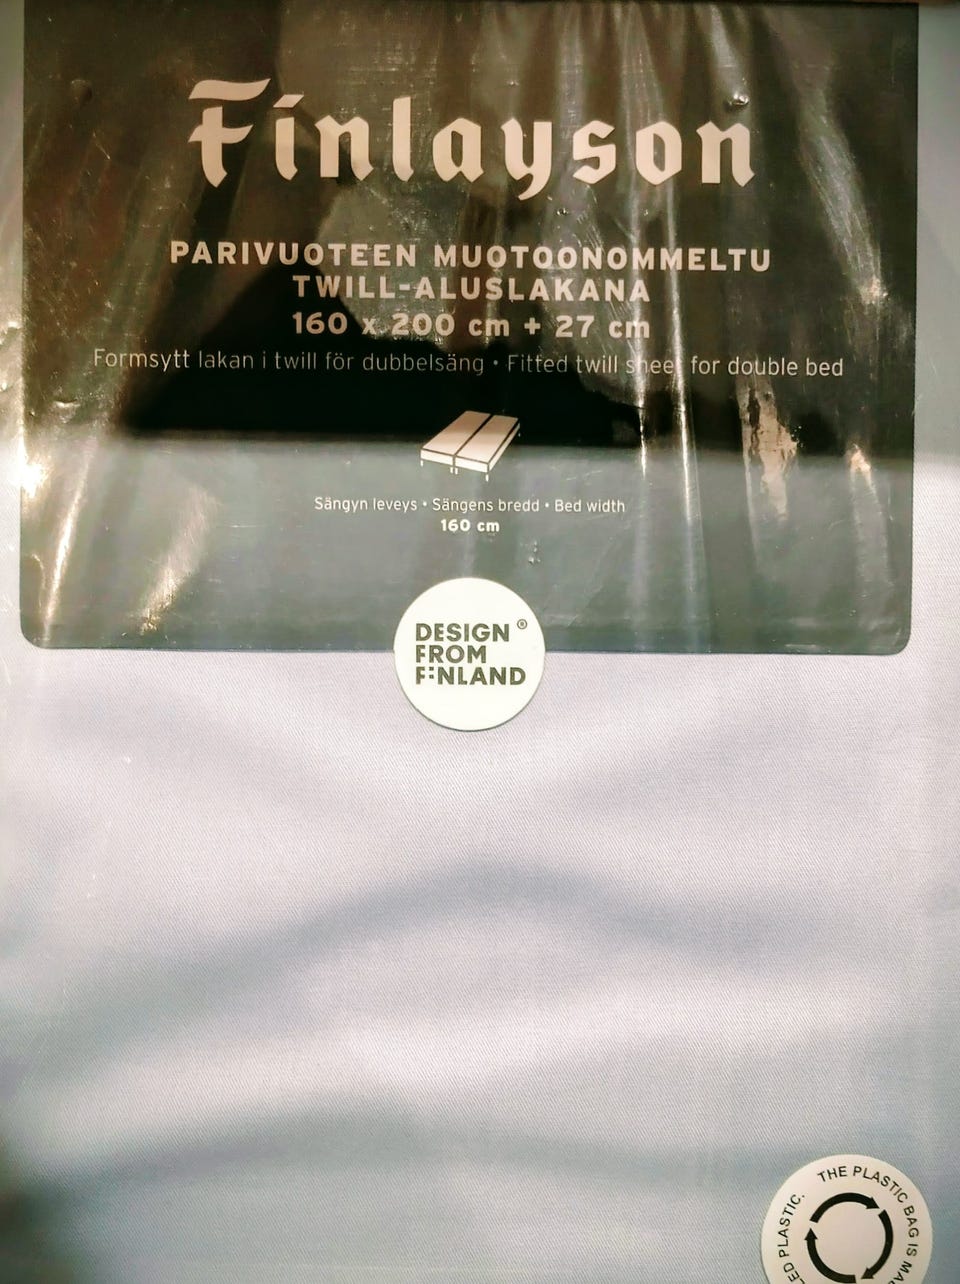 Finlayson
PARIVUOTEEN MUOTOONOMMELTU
TWILL-ALUSLAKANA
160 x 200 cm + 27 cm
Formsytt lakan i twill för dubbelsäng • Fitted twill sheet for double bed
Sängyn leveys • Sängens bredd • Bed width
160 cm
DESIGN ®
FROM
FINLAND
THE PLASTIC BAG IS
PLASTIC.